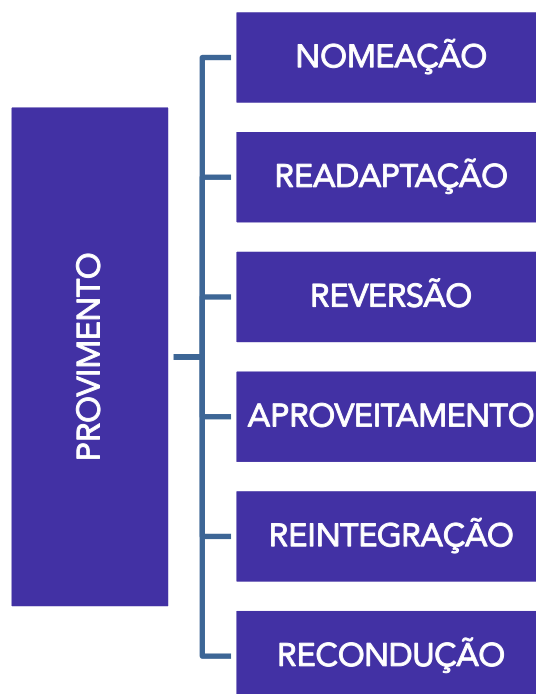 PROVIMENTO
NOMEAÇÃO
READAPTAÇÃO
REVERSÃO
APROVEITAMENTO
REINTEGRAÇÃO
RECONDUÇÃO